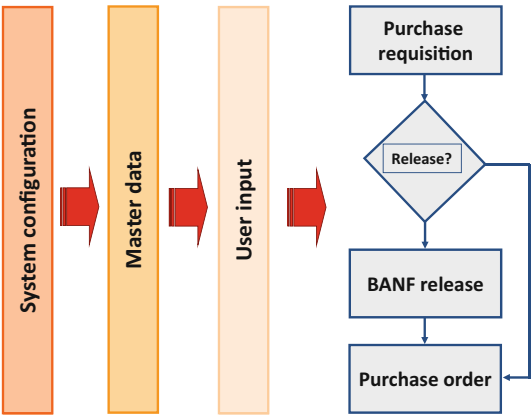 System configuration
Master data
User input
Purchase
requisition
Release?
BANF release
Purchase order